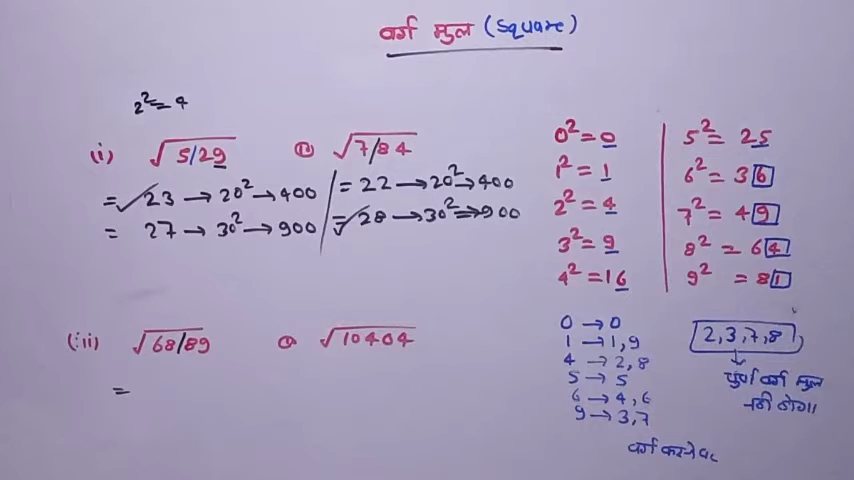 वर्ग मुल (Square)
2²=4
(i) √5/29
= ✓23 → 20² → 400
= 27 → 30² → 900
(ii) √7/84
= 22 → 20² → 400
= ✓28 → 30² → 900
0² = 0
1² = 1
2² = 4
3² = 9
4² = 16
5² = 25
6² = 36
7² = 49
8² = 64
9² = 81
(iii) √68/89
=
√10404
0 → 0
1 → 1,9
4 → 2,8
5 → 5
6 → 4,6
9 → 3,7
वर्ग करने पर
2,3,7,8
पुर्ण वर्ग मुल
नही होगा।